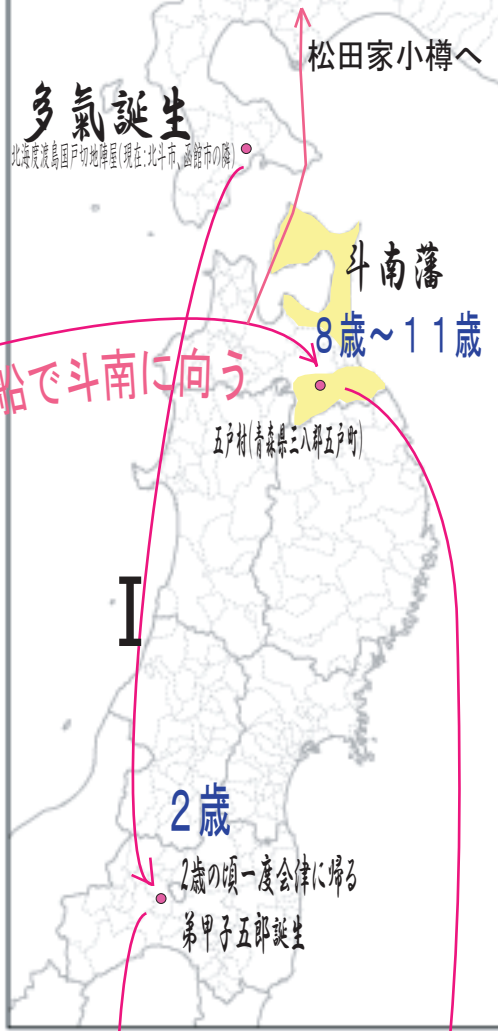 松田家小樽へ
多氣誕生
北海度渡島国戸切地陣屋(現在:北斗市、函館市の隣)
斗南藩
8歳～11歳
船で斗南に向う
五戸村(青森県三八郡五戸町)
I
2歳
2歳の頃一度会津に帰る
弟甲子五郎誕生